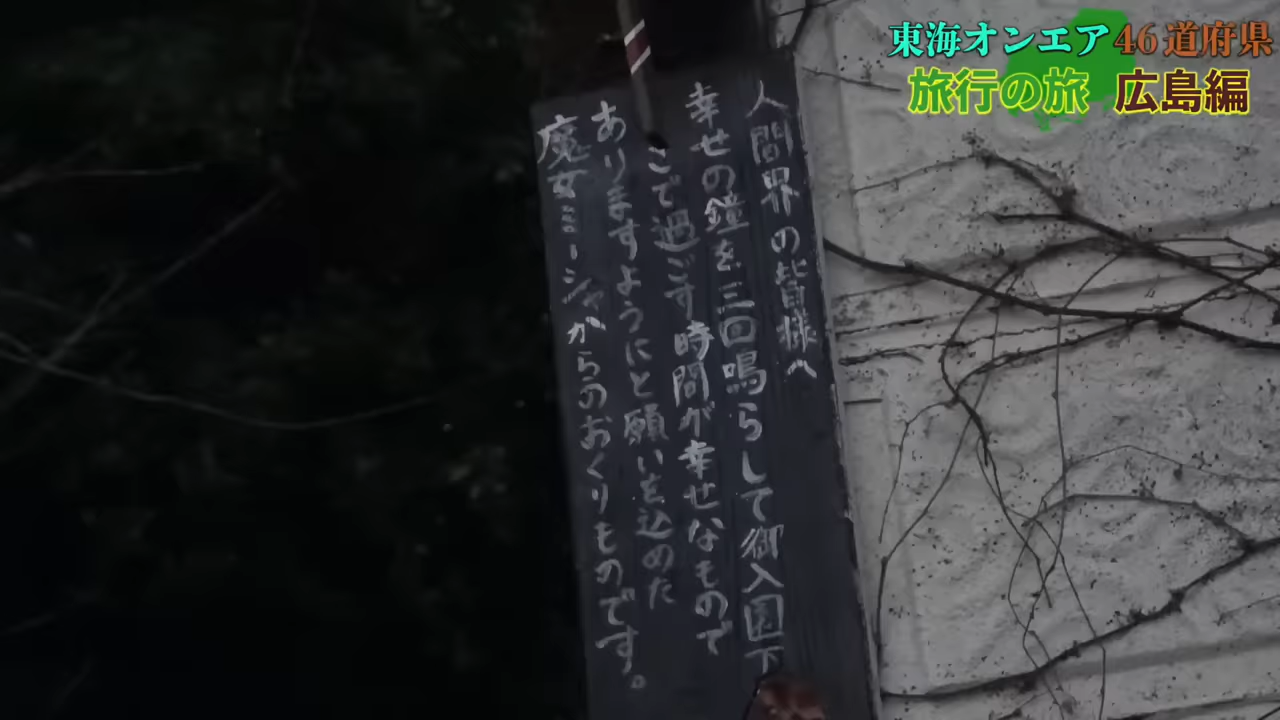 東海オンエア46道府県
旅行の旅 広島編
人間界の皆様へ
幸せの鐘を三回鳴らして御入園下
こで過ごす時間が幸せなもので
ありますようにと願いを込めた
魔女ミーシャからのおくりものです。